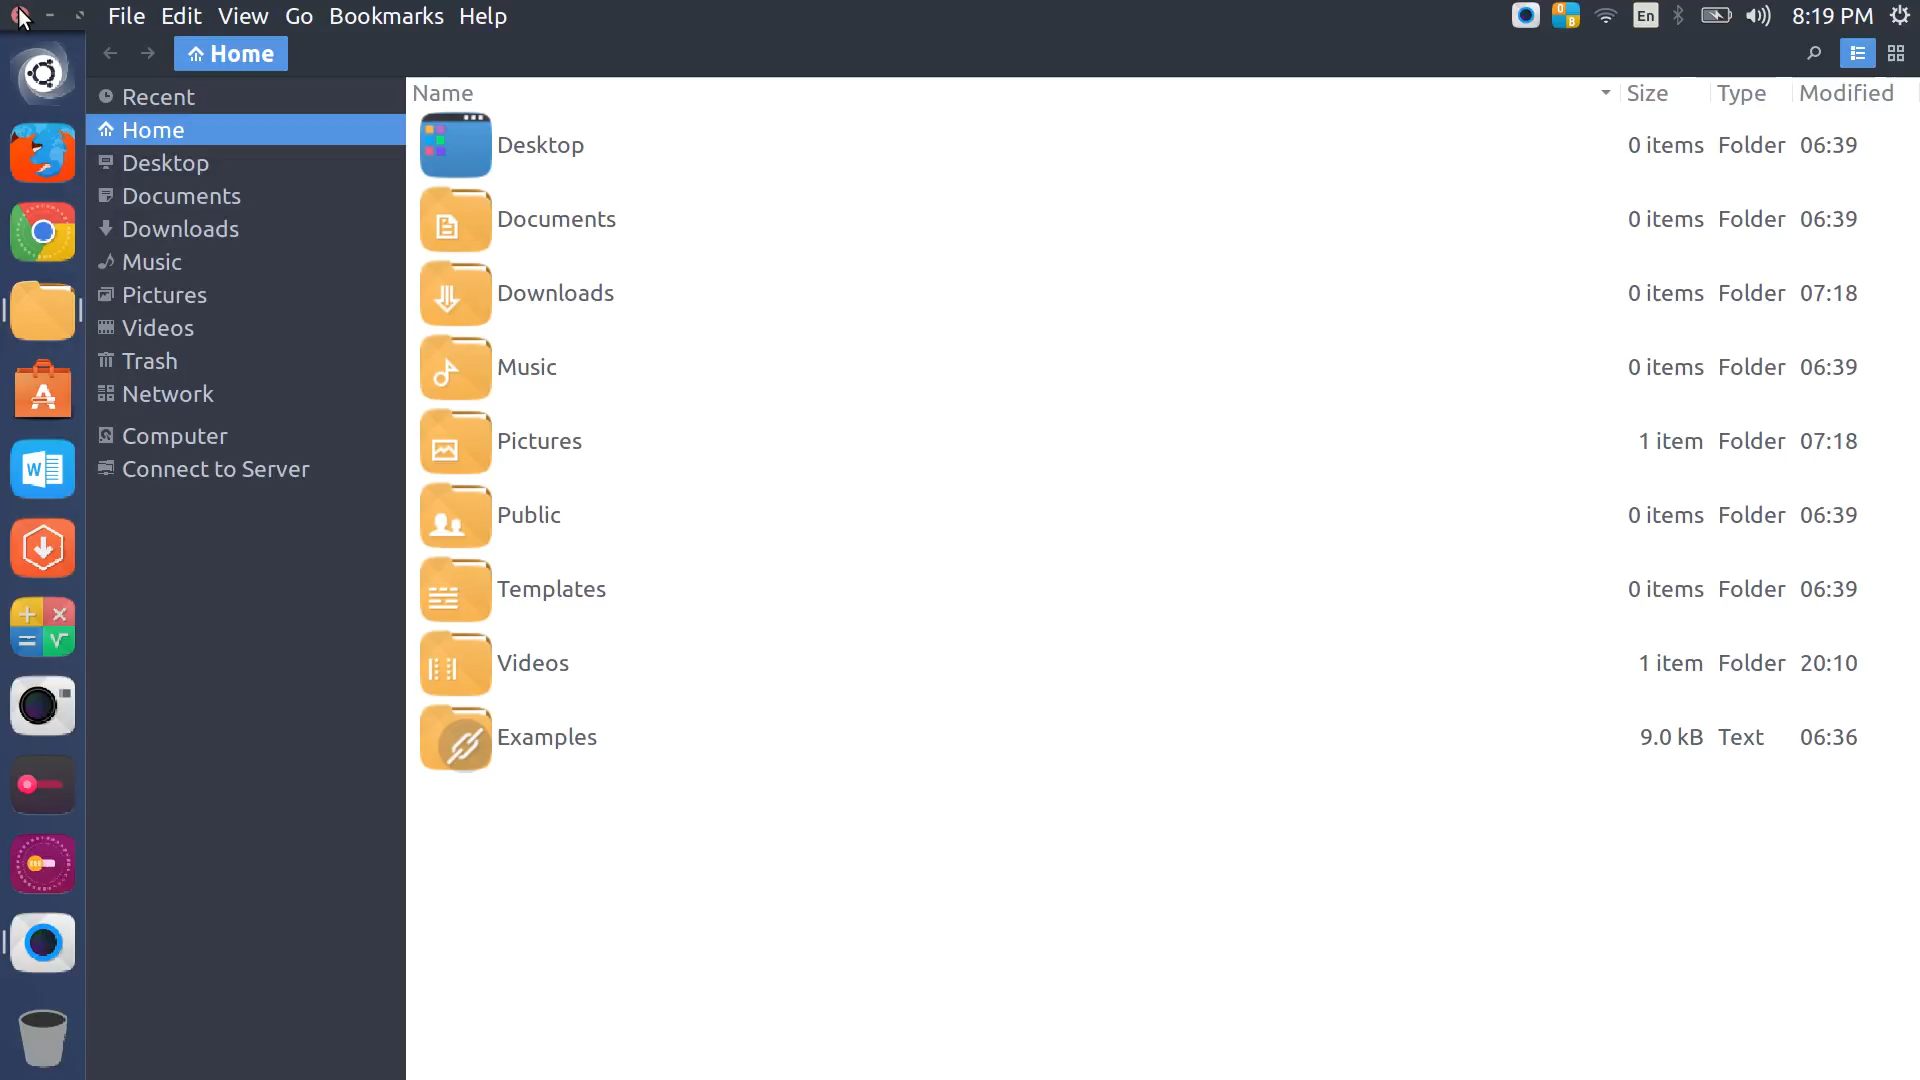 File Edit View Go Bookmarks Help
0 8 En 8:19 PM
Home
Recent
Home
Desktop
Documents
Downloads
Music
Pictures
Videos
Trash
Network
Computer
Connect to Server
Name Size Type Modified
Desktop 0 items Folder 06:39
Documents 0 items Folder 06:39
Downloads 0 items Folder 07:18
Music 0 items Folder 06:39
Pictures 1 item Folder 07:18
Public 0 items Folder 06:39
Templates 0 items Folder 06:39
Videos 1 item Folder 20:10
Examples 9.0 kB Text 06:36
A
W